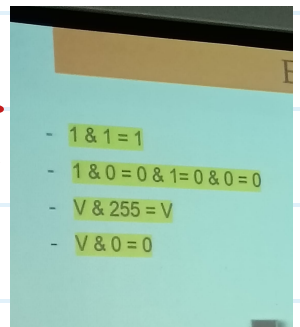 E
- 1 & 1 = 1
- 1 & 0 = 0 & 1= 0 & 0 = 0
- V & 255 = V
- V & 0 = 0